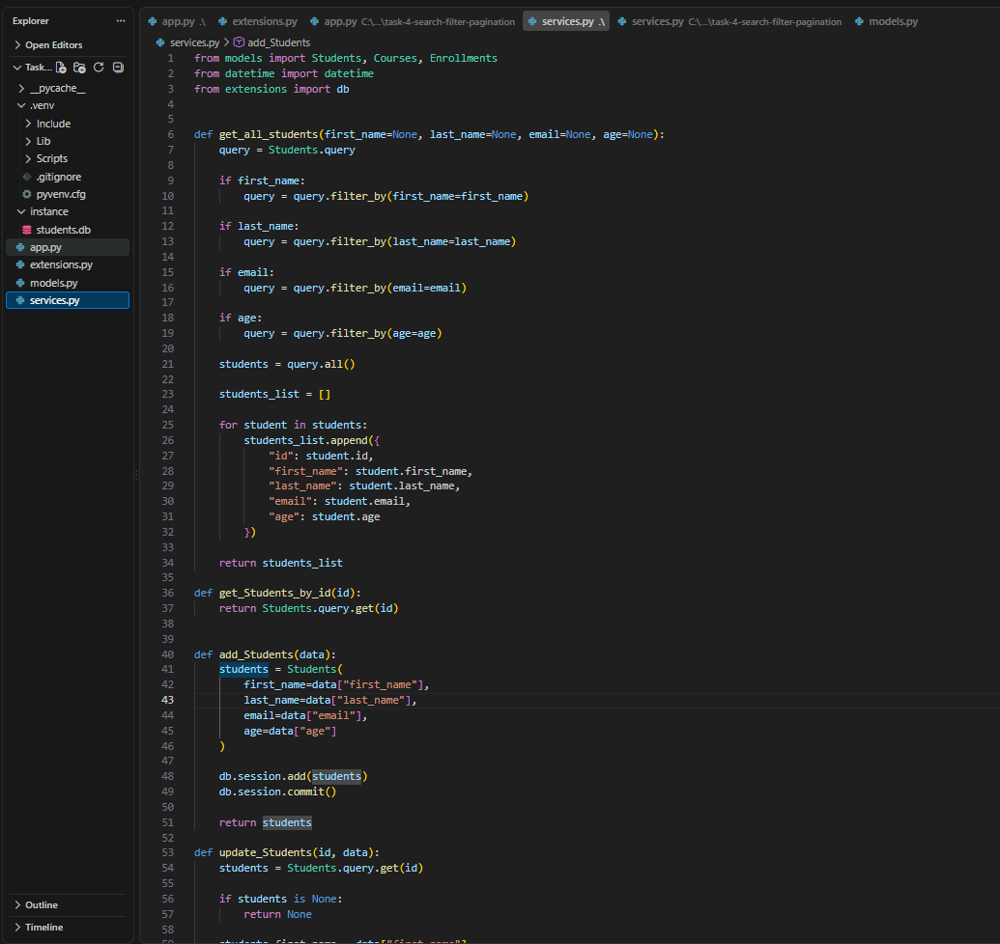 Explorer ...
Open Editors
Task...
__pycache__
.venv
Include
Lib
Scripts
.gitignore
pyvenv.cfg
instance
students.db
app.py
extensions.py
models.py
services.py
Outline
Timeline
app.py .\ extensions.py app.py C:\...\task-4-search-filter-pagination services.py .\ services.py C:\...\task-4-search-filter-pagination models.py
services.py > add_Students
1 from models import Students, Courses, Enrollments
2 from datetime import datetime
3 from extensions import db
4
5
6 def get_all_students(first_name=None, last_name=None, email=None, age=None):
7     query = Students.query
8
9     if first_name:
10         query = query.filter_by(first_name=first_name)
11
12     if last_name:
13         query = query.filter_by(last_name=last_name)
14
15     if email:
16         query = query.filter_by(email=email)
17
18     if age:
19         query = query.filter_by(age=age)
20
21     students = query.all()
22
23     students_list = []
24
25     for student in students:
26         students_list.append({
27             "id": student.id,
28             "first_name": student.first_name,
29             "last_name": student.last_name,
30             "email": student.email,
31             "age": student.age
32         })
33
34     return students_list
35
36 def get_Students_by_id(id):
37     return Students.query.get(id)
38
39
40 def add_Students(data):
41     students = Students(
42         first_name=data["first_name"],
43         last_name=data["last_name"],
44         email=data["email"],
45         age=data["age"]
46     )
47
48     db.session.add(students)
49     db.session.commit()
50
51     return students
52
53 def update_Students(id, data):
54     students = Students.query.get(id)
55
56     if students is None:
57         return None
58
59     students.first_name = data["first_name"]